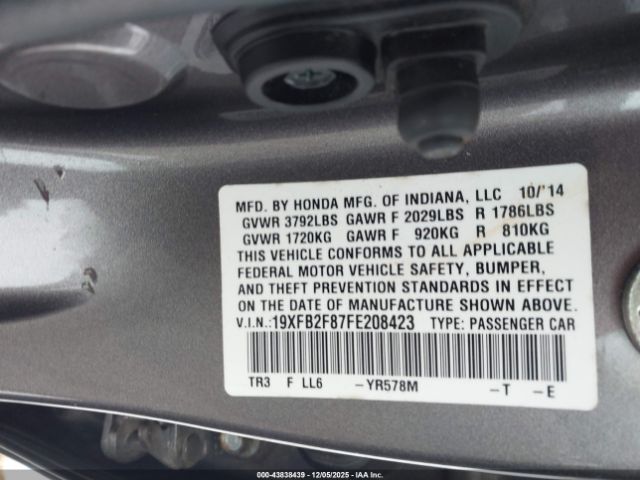 MFD. BY HONDA MFG. OF INDIANA, LLC 10/'14
GVWR 3792LBS GAWR F 2029LBS R 1786LBS
GVWR 1720KG GAWR F 920KG R 810KG
THIS VEHICLE CONFORMS TO ALL APPLICABLE
FEDERAL MOTOR VEHICLE SAFETY, BUMPER,
AND THEFT PREVENTION STANDARDS IN EFFECT
ON THE DATE OF MANUFACTURE SHOWN ABOVE.
V.I.N.:19XFB2F87FE208423 TYPE: PASSENGER CAR
TR3 F LL6 -YR578M -T -E
000-43838439 - 12/05/2025 - IAA Inc.